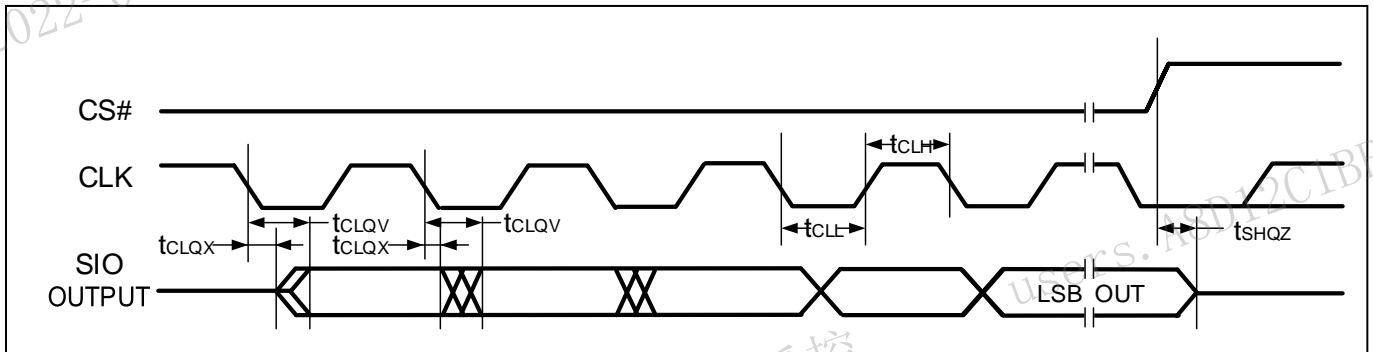 CS#
CLK
tCLH
tCLQV
tCLQV
tCLQX
tCLQX
tCLL
tSHQZ
SIO
OUTPUT
LSB OUT